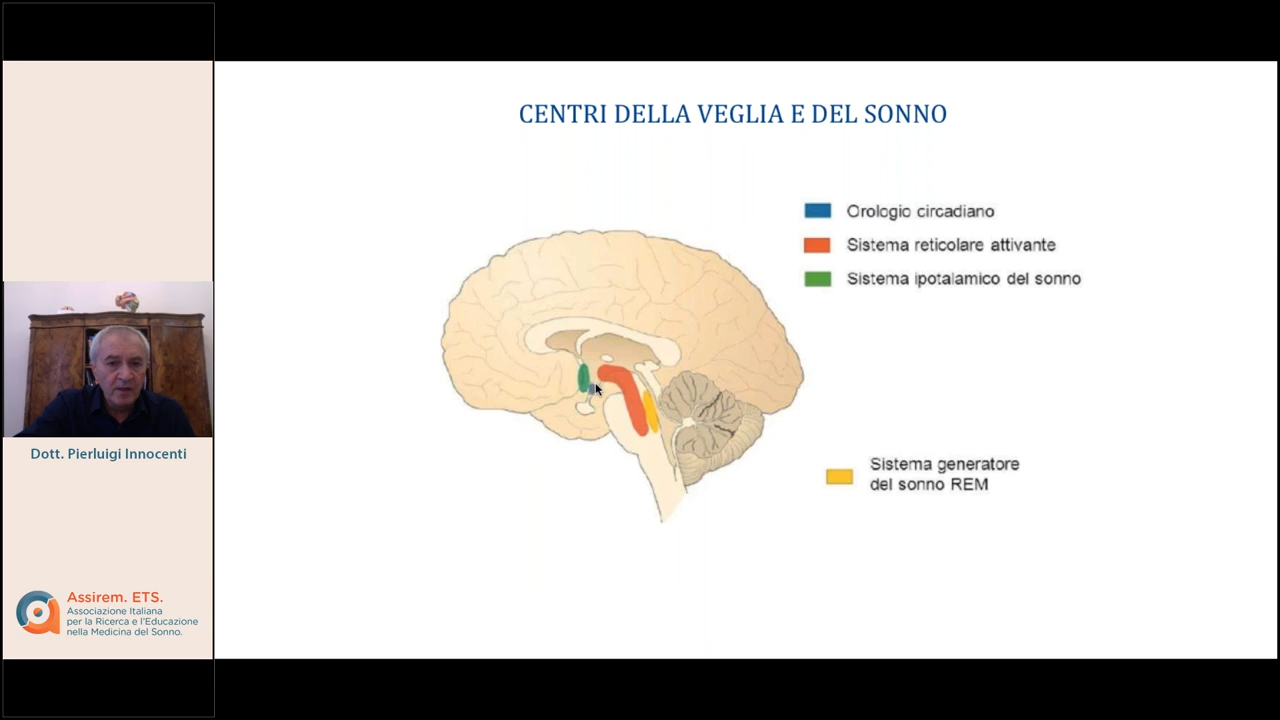 CENTRI DELLA VEGLIA E DEL SONNO
Orologio circadiano
Sistema reticolare attivante
Sistema ipotalamico del sonno
Sistema generatore
del sonno REM
Dott. Pierluigi Innocenti
Assirem. ETS.
Associazione Italiana
per la Ricerca e l'Educazione
nella Medicina del Sonno.